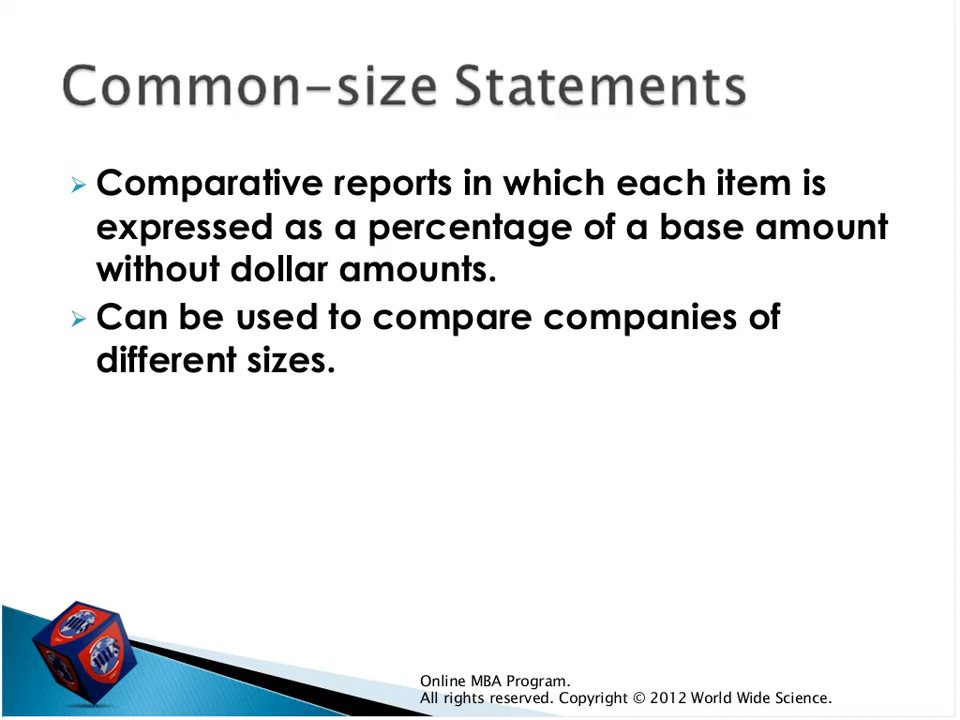 Common-size Statements
Comparative reports in which each item is
expressed as a percentage of a base amount
without dollar amounts.
Can be used to compare companies of
different sizes.
Online MBA Program.
All rights reserved. Copyright © 2012 World Wide Science.